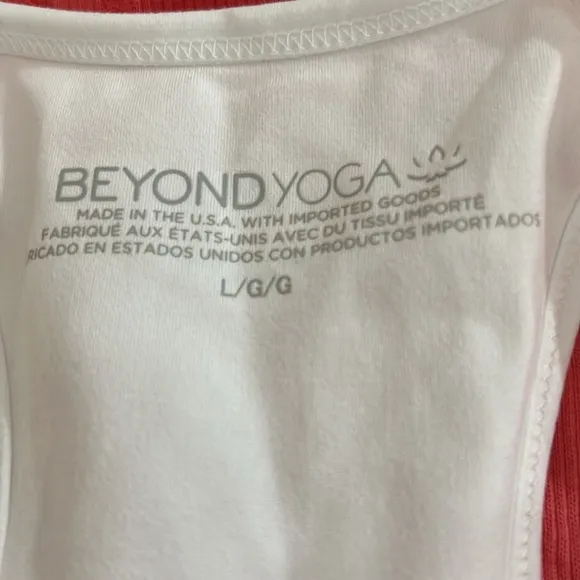 BEYOND YOGA
MADE IN THE U.S.A. WITH IMPORTED GOODS
FABRIQUÉ AUX ÉTATS-UNIS AVEC DU TISSU IMPORTÉ
RICADO EN ESTADOS UNIDOS CON PRODUCTOS IMPORTADOS
L/G/G